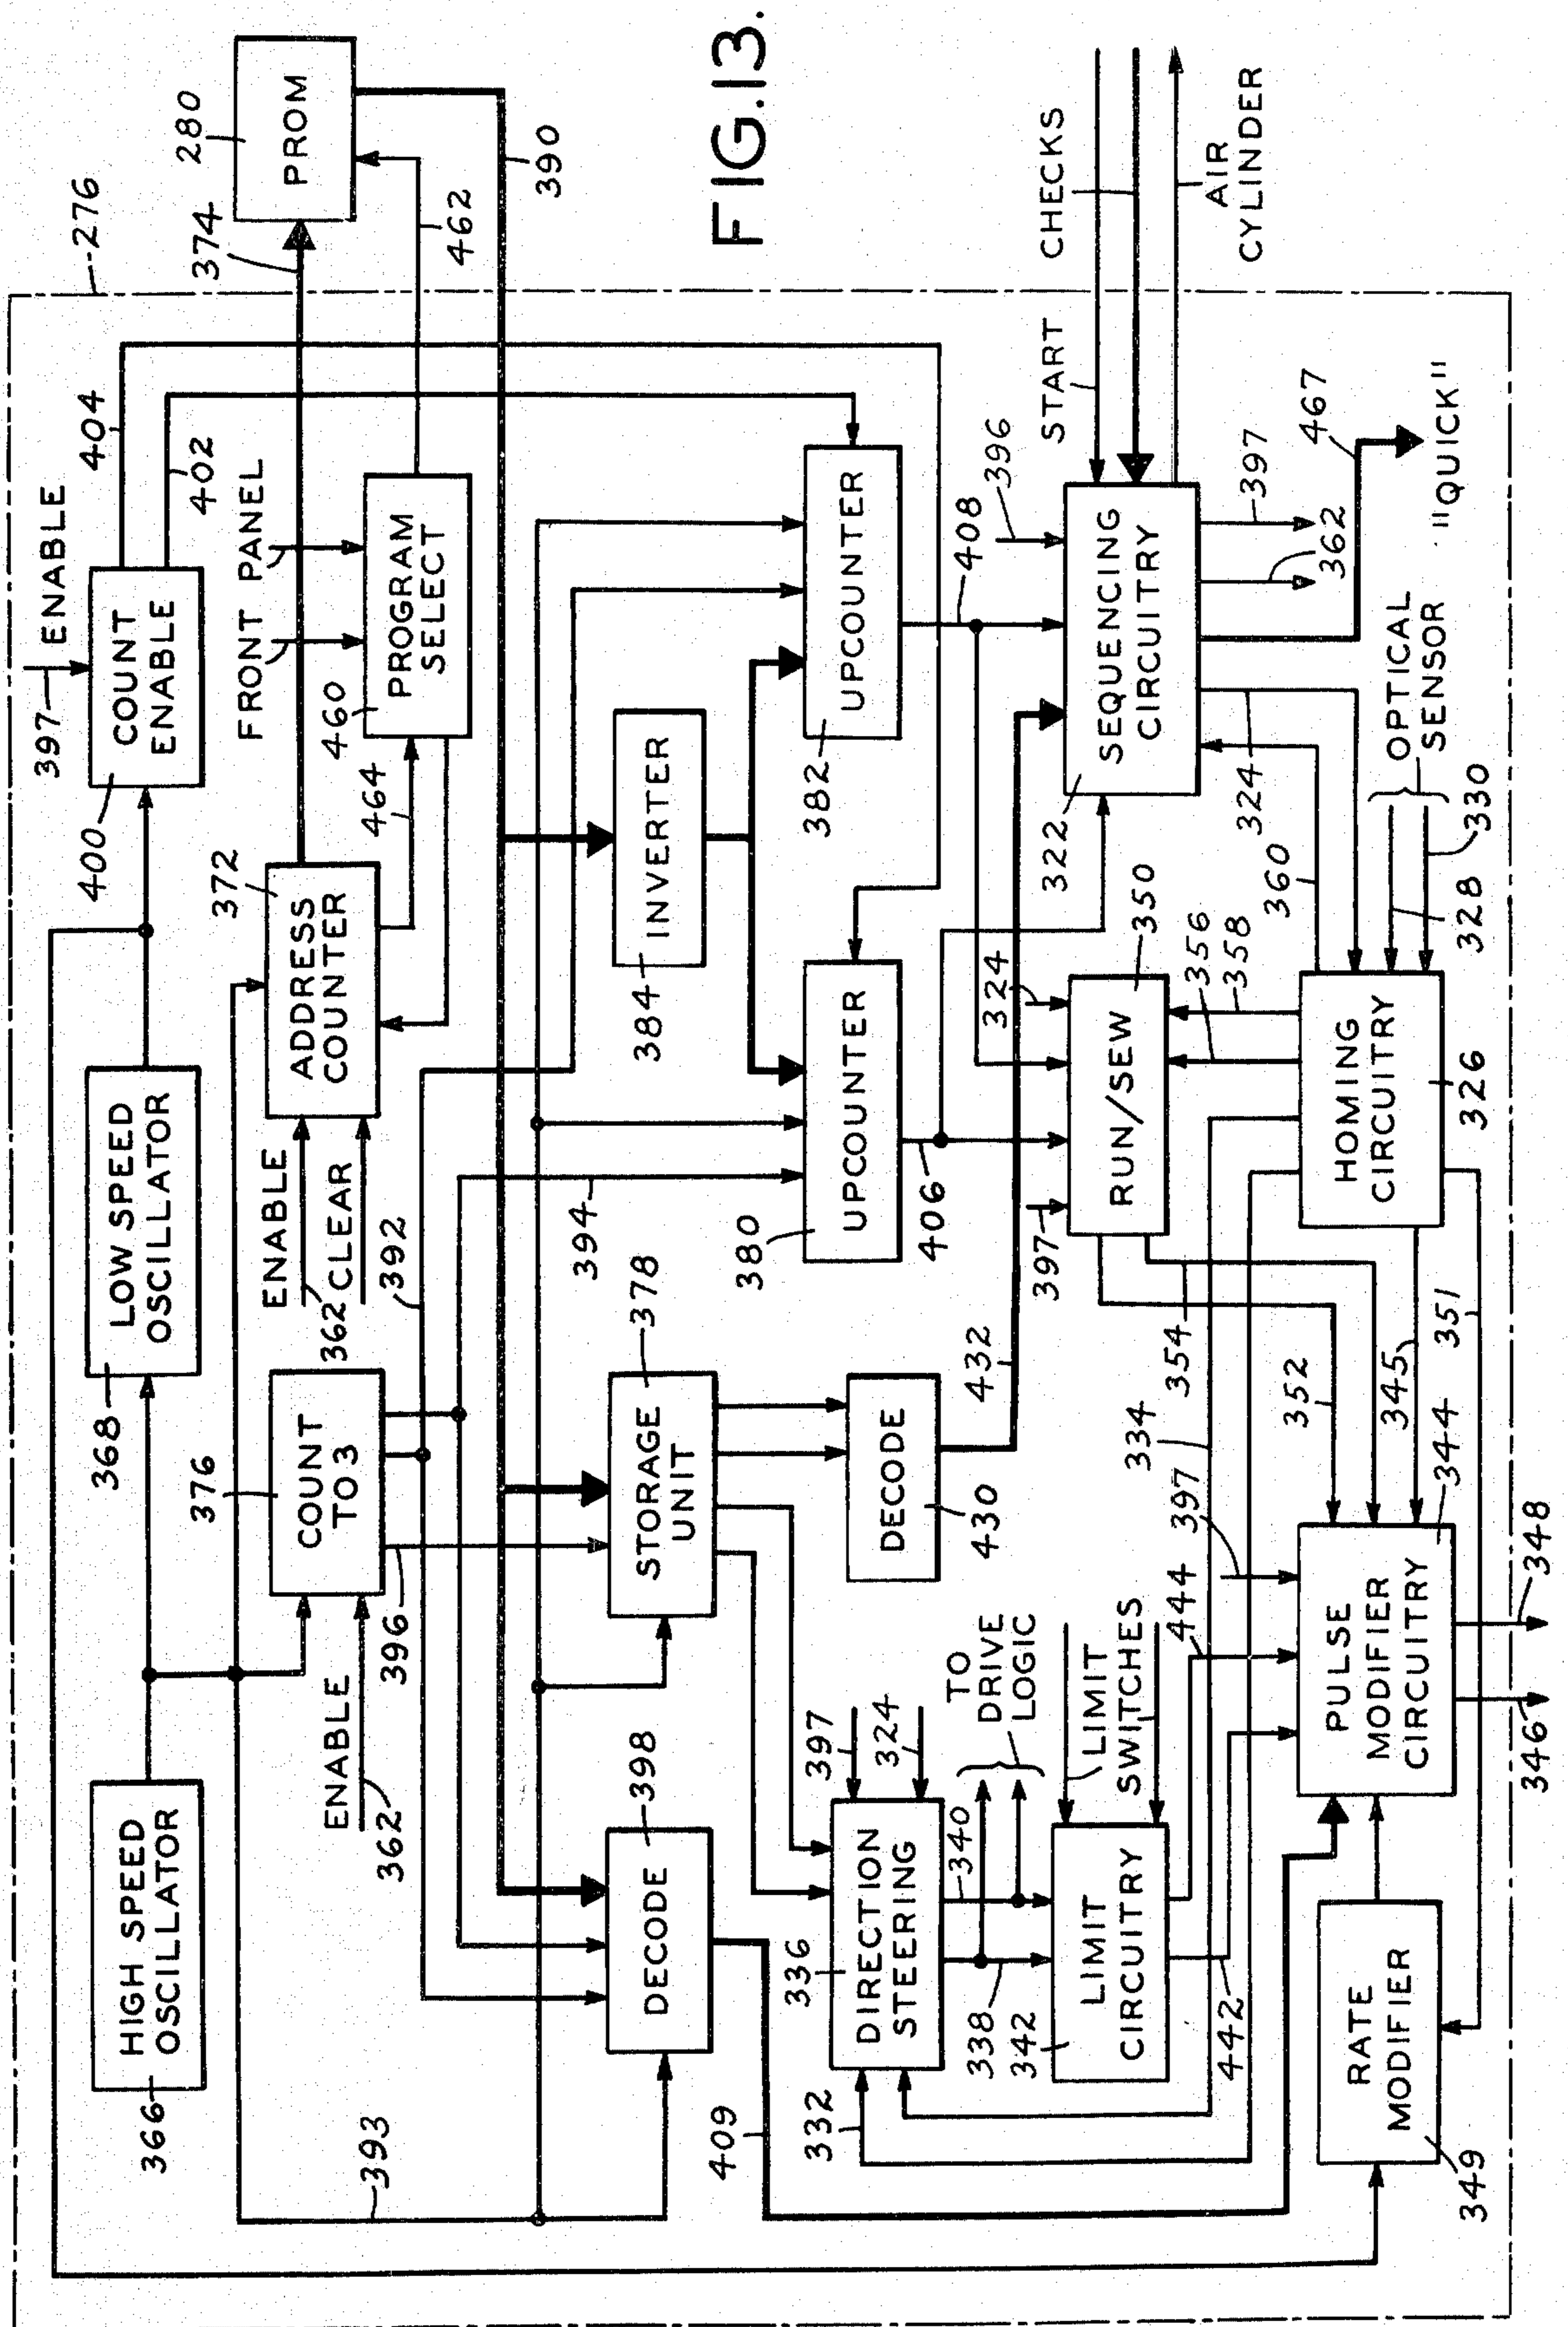 FIG.13.
276
397
ENABLE
400
COUNT
ENABLE
404
402
368
LOW SPEED
OSCILLATOR
366
HIGH SPEED
OSCILLATOR
280
PROM
374
462
390
FRONT PANEL
460
PROGRAM
SELECT
464
372
ADDRESS
COUNTER
ENABLE
362
CLEAR
392
376
COUNT
TO 3
396
ENABLE
362
393
384
INVERTER
394
378
STORAGE
UNIT
398
DECODE
409
382
UPCOUNTER
380
UPCOUNTER
408
406
430
DECODE
432
397
324
336
DIRECTION
STEERING
332
340
338
TO
DRIVE
LOGIC
START
CHECKS
AIR
CYLINDER
396
322
SEQUENCING
CIRCUITRY
397
362
467
"QUICK"
324
360
324
397
350
RUN/SEW
356
358
354
352
334
345
351
OPTICAL
SENSOR
328
330
HOMING
CIRCUITRY
326
LIMIT
SWITCHES
342
LIMIT
CIRCUITRY
444
442
397
344
PULSE
MODIFIER
CIRCUITRY
348
346
RATE
MODIFIER
349